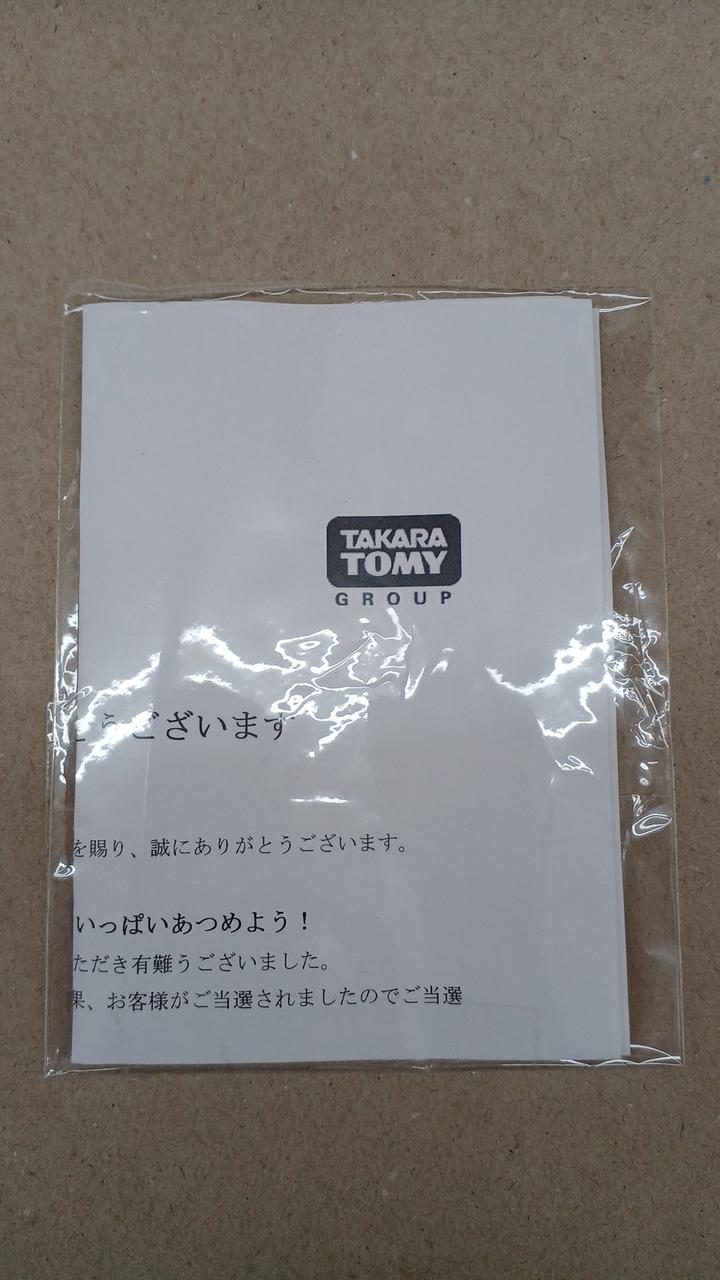 TAKARA
TOMY
GROUP
うございます
を賜り、誠にありがとうございます。
いっぱいあつめよう！
ただき有難うございました。
果、お客様がご当選されましたのでご当選